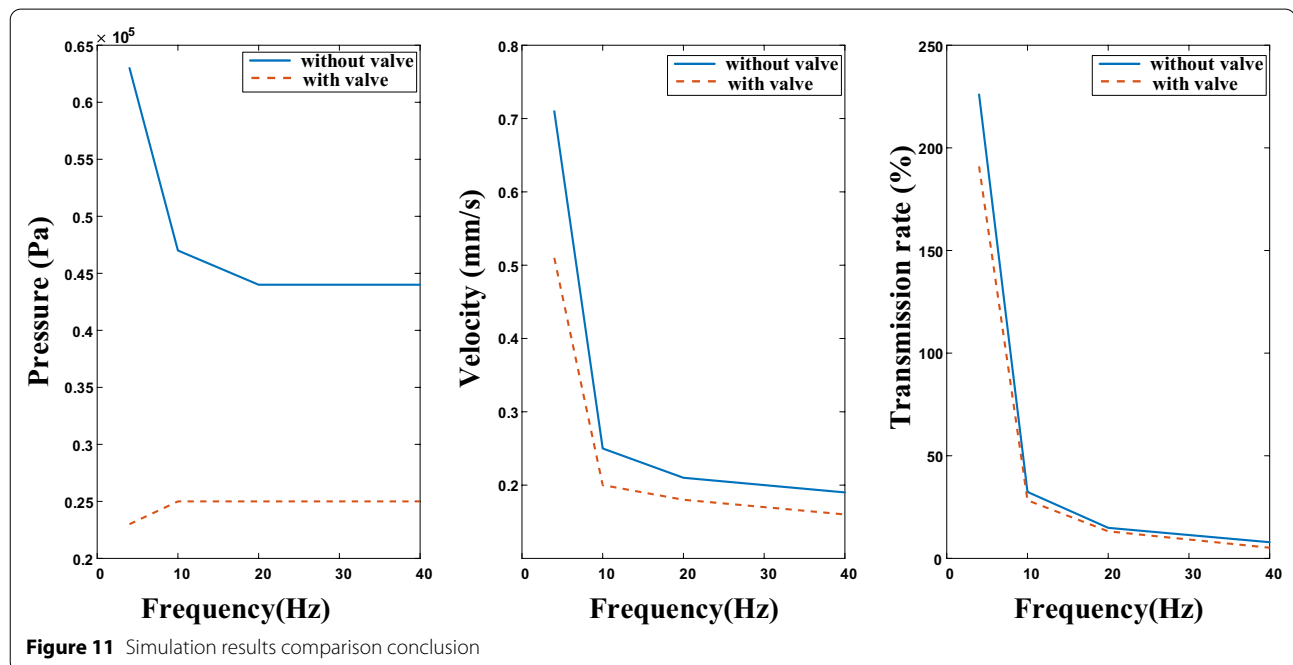 × 10⁵
0.65
0.6
0.55
0.5
0.45
0.4
0.35
0.3
0.25
0.2
Pressure (Pa)
0 10 20 30 40
Frequency(Hz)
without valve
with valve
0.8
0.7
0.6
0.5
0.4
0.3
0.2
Velocity (mm/s)
0 10 20 30 40
Frequency(Hz)
without valve
with valve
250
200
150
100
50
0
Transmission rate (%)
0 10 20 30 40
Frequency(Hz)
without valve
with valve
Figure 11 Simulation results comparison conclusion